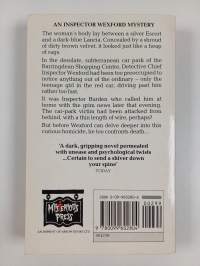 AN INSPECTOR WEXFORD MYSTERY
The woman's body lay between a silver Escort
and a dark-blue Lancia. Concealed by a shroud
of dirty brown velvet, it looked just like a heap
of rags.
In the desolate, subterranean car park of the
Barringdean Shopping Centre, Detective Chief
Inspector Wexford had been too preoccupied to
notice anything out of the ordinary – only the
teenage girl in the red car, driving past him
rather too fast.
It was Inspector Burden who called him at
home with the grim news later that evening.
The car-park victim had been attacked from
behind, with a thin length of wire, perhaps?
But before Wexford can delve deeper into this
curious homicide, he too confronts death...
'A dark, gripping novel permeated
with unease and psychological twists
...Certain to send a shiver down
your spine'
TODAY
MYSTERIOUS
PRESS